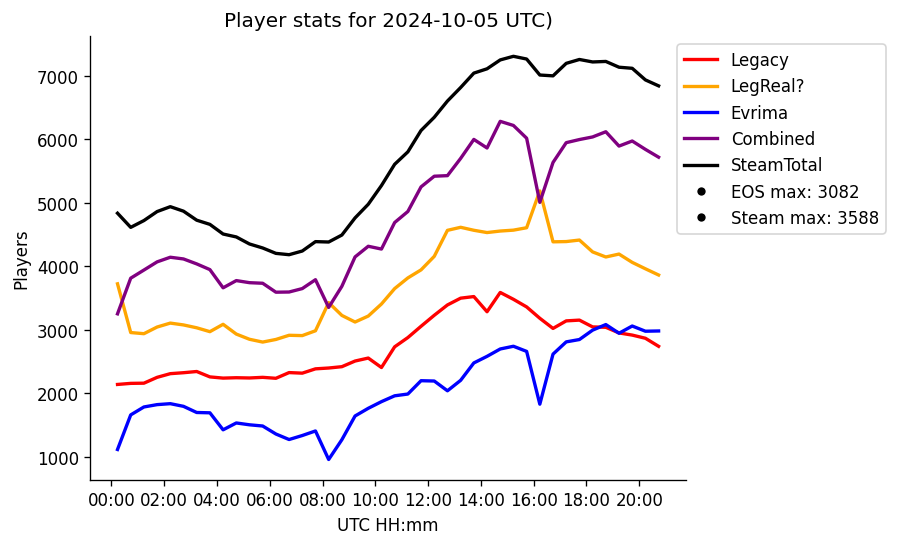 Player stats for 2024-10-05 UTC)
Players
7000
6000
5000
4000
3000
2000
1000
00:00 02:00 04:00 06:00 08:00 10:00 12:00 14:00 16:00 18:00 20:00
UTC HH:mm
Legacy
LegReal?
Evrima
Combined
SteamTotal
EOS max: 3082
Steam max: 3588